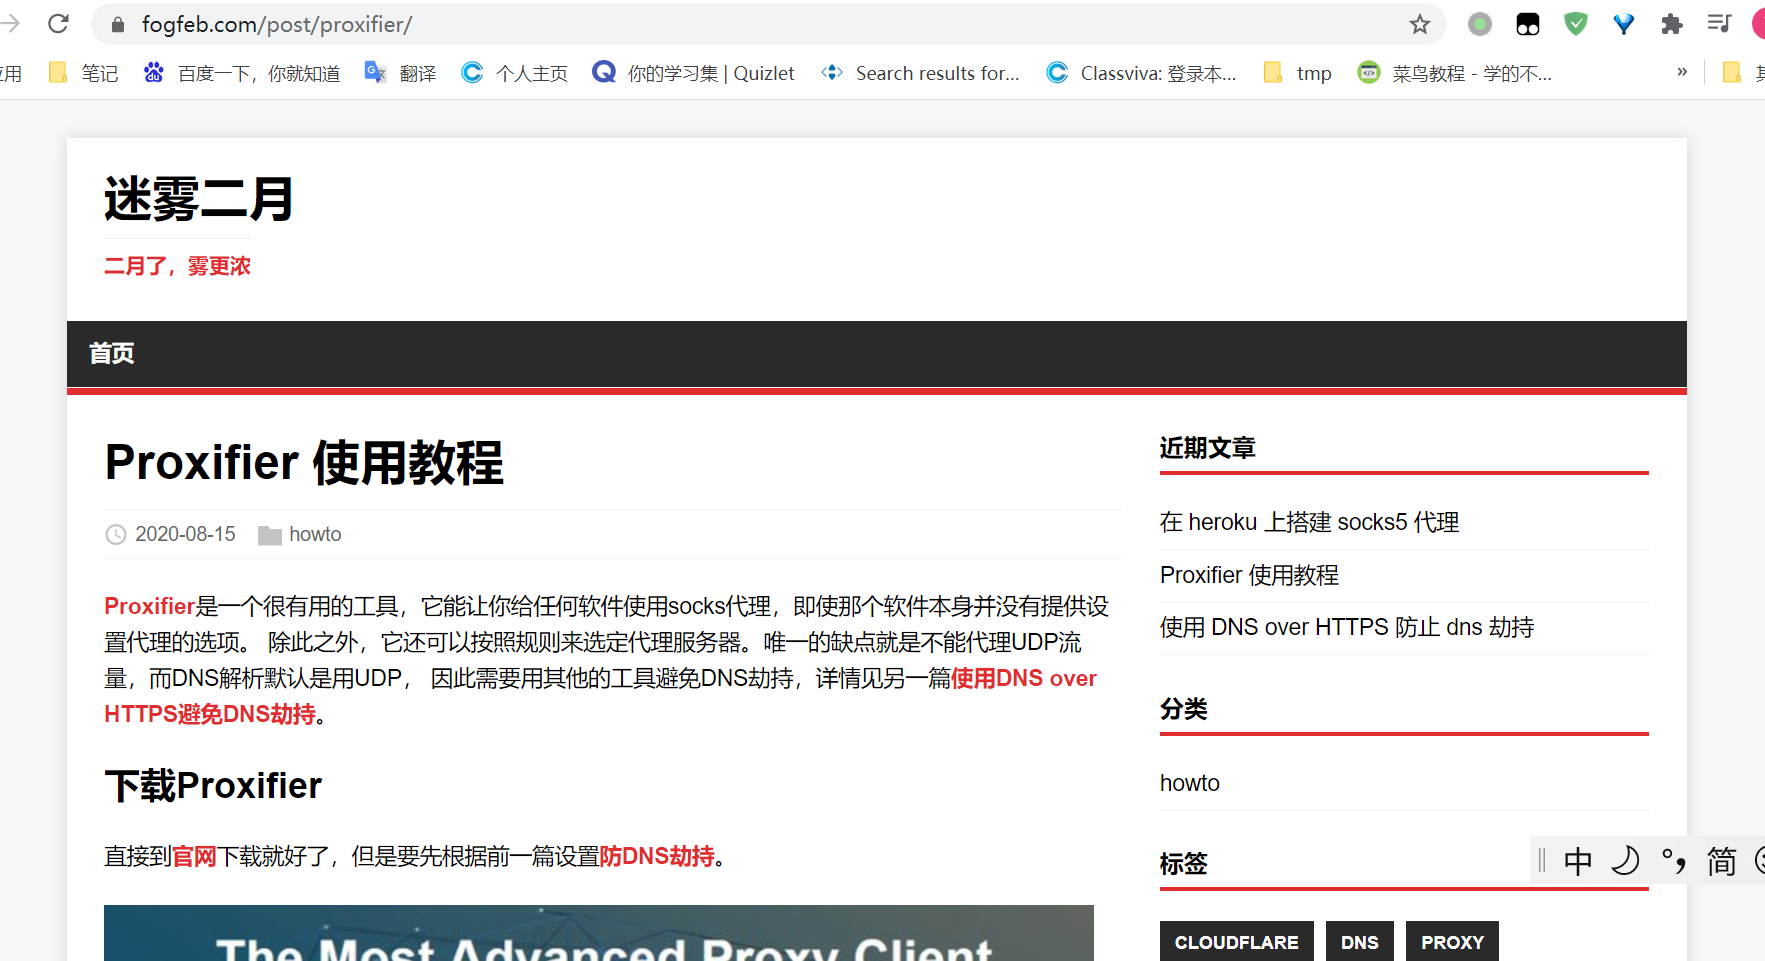 fogfeb.com/post/proxifier/
用 笔记 百度一下，你就知道 翻译 个人主页 你的学习集 | Quizlet Search results for... Classviva: 登录本... tmp 菜鸟教程 - 学的不... »
迷雾二月
二月了，雾更浓
首页
Proxifier 使用教程
2020-08-15 howto
Proxifier是一个很有用的工具，它能让你给任何软件使用socks代理，即使那个软件本身并没有提供设
置代理的选项。 除此之外，它还可以按照规则来选定代理服务器。唯一的缺点就是不能代理UDP流
量，而DNS解析默认是用UDP， 因此需要用其他的工具避免DNS劫持，详情见另一篇使用DNS over
HTTPS避免DNS劫持。
下载Proxifier
直接到官网下载就好了，但是要先根据前一篇设置防DNS劫持。
The Most Advanced Proxy Client
近期文章
在 heroku 上搭建 socks5 代理
Proxifier 使用教程
使用 DNS over HTTPS 防止 dns 劫持
分类
howto
标签
CLOUDFLARE DNS PROXY
中 简